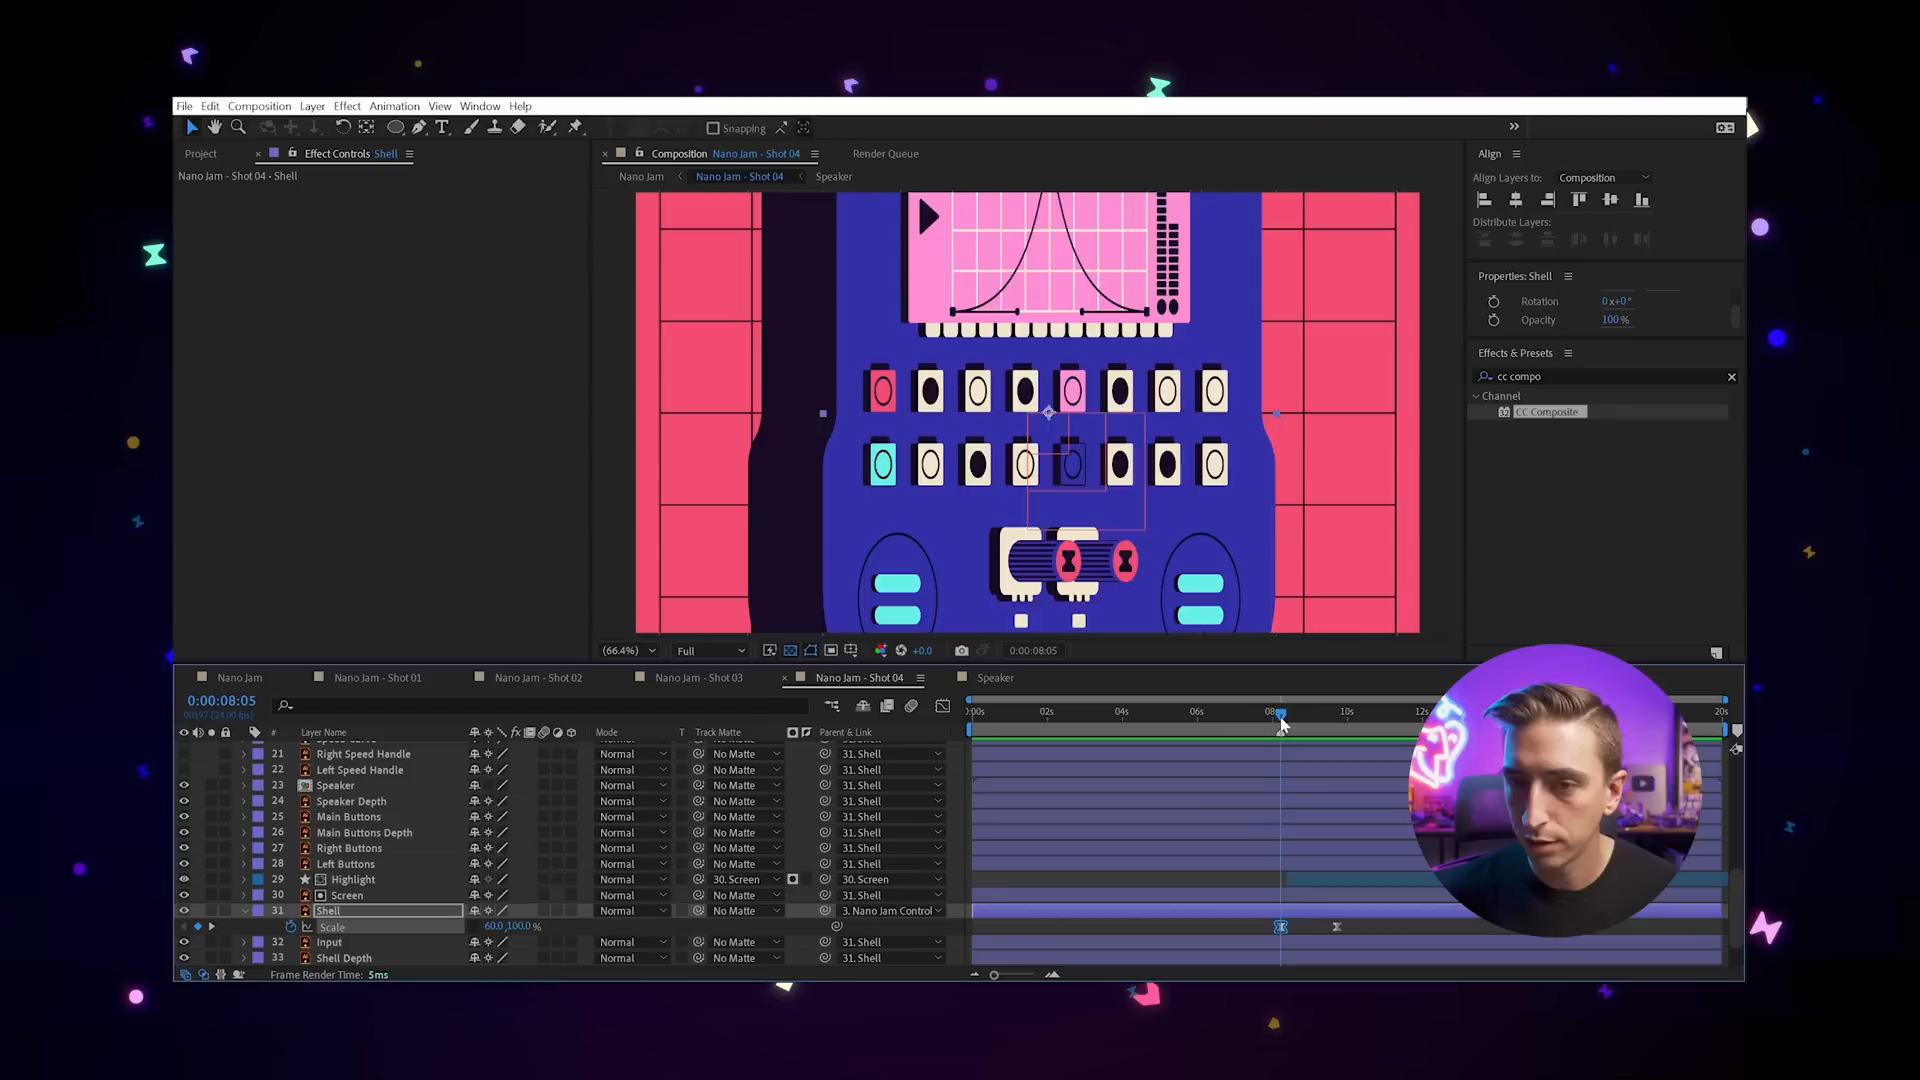 File Edit Composition Layer Effect Animation View Window Help
Snapping
Project
Effect Controls Shell
Composition Nano Jam - Shot 04
Render Queue
Nano Jam - Shot 04 • Shell
Nano Jam
Nano Jam - Shot 04
Speaker
Align
Align Layers to: Composition
Distribute Layers:
Properties: Shell
Rotation 0x+0°
Opacity 100 %
Effects & Presets
cc compo
Channel
32 CC Composite
(66.4%) Full +0.0 0:00:08:05
Nano Jam
Nano Jam - Shot 01
Nano Jam - Shot 02
Nano Jam - Shot 03
Nano Jam - Shot 04
Speaker
0:00:08:05
00197 (24.00 fps)
:00s 02s 04s 06s 08 10s 12s 20s
# Layer Name Mode T Track Matte Parent & Link
21 Right Speed Handle Normal No Matte 31. Shell
22 Left Speed Handle Normal No Matte 31. Shell
23 Speaker Normal No Matte 31. Shell
24 Speaker Depth Normal No Matte 31. Shell
25 Main Buttons Normal No Matte 31. Shell
26 Main Buttons Depth Normal No Matte 31. Shell
27 Right Buttons Normal No Matte 31. Shell
28 Left Buttons Normal No Matte 31. Shell
29 Highlight Normal 30. Screen 30. Screen
30 Screen Normal No Matte 31. Shell
31 Shell Normal No Matte 3. Nano Jam Control
Scale 60.0,100.0 %
32 Input Normal No Matte 31. Shell
33 Shell Depth Normal No Matte 31. Shell
Frame Render Time: 5ms